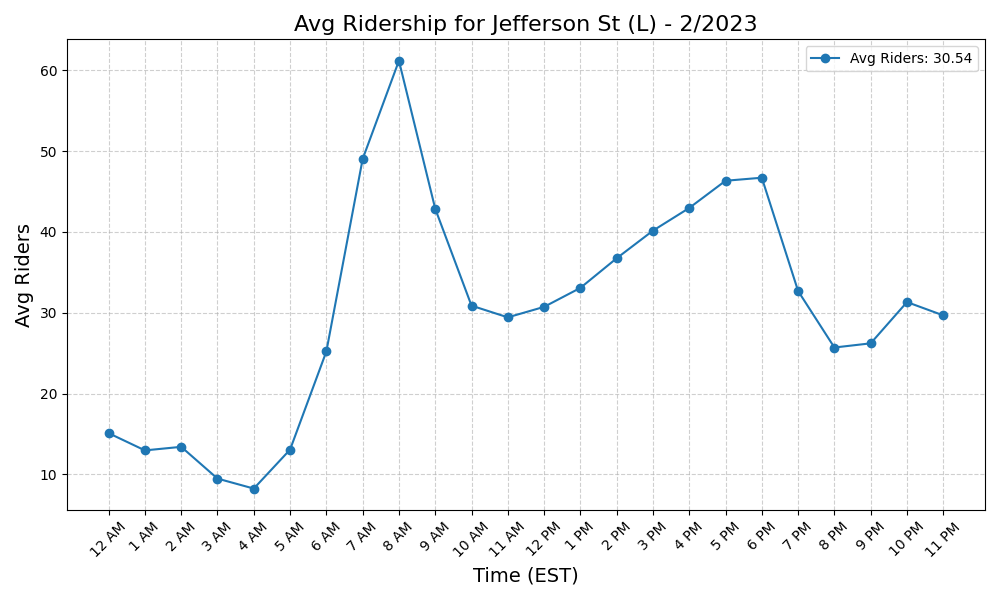 Avg Ridership for Jefferson St (L) - 2/2023
Avg Riders: 30.54
Avg Riders
60
50
40
30
20
10
12 AM
1 AM
2 AM
3 AM
4 AM
5 AM
6 AM
7 AM
8 AM
9 AM
10 AM
11 AM
12 PM
1 PM
2 PM
3 PM
4 PM
5 PM
6 PM
7 PM
8 PM
9 PM
10 PM
11 PM
Time (EST)